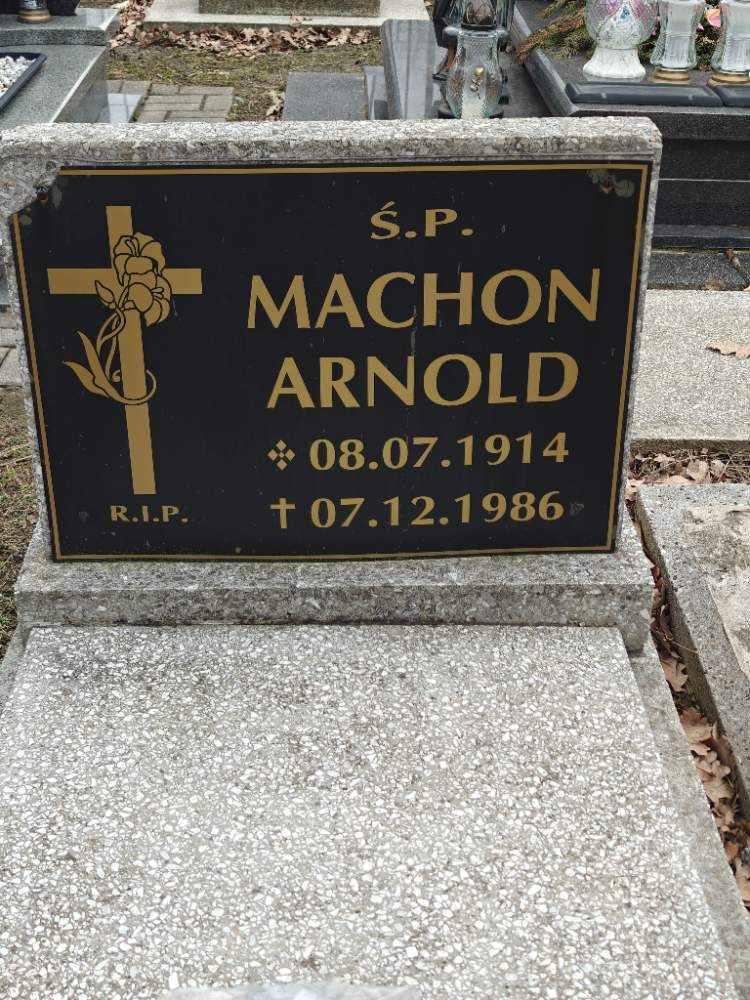 Ś.P.
MACHON
ARNOLD
08.07.1914
† 07.12.1986
R.I.P.